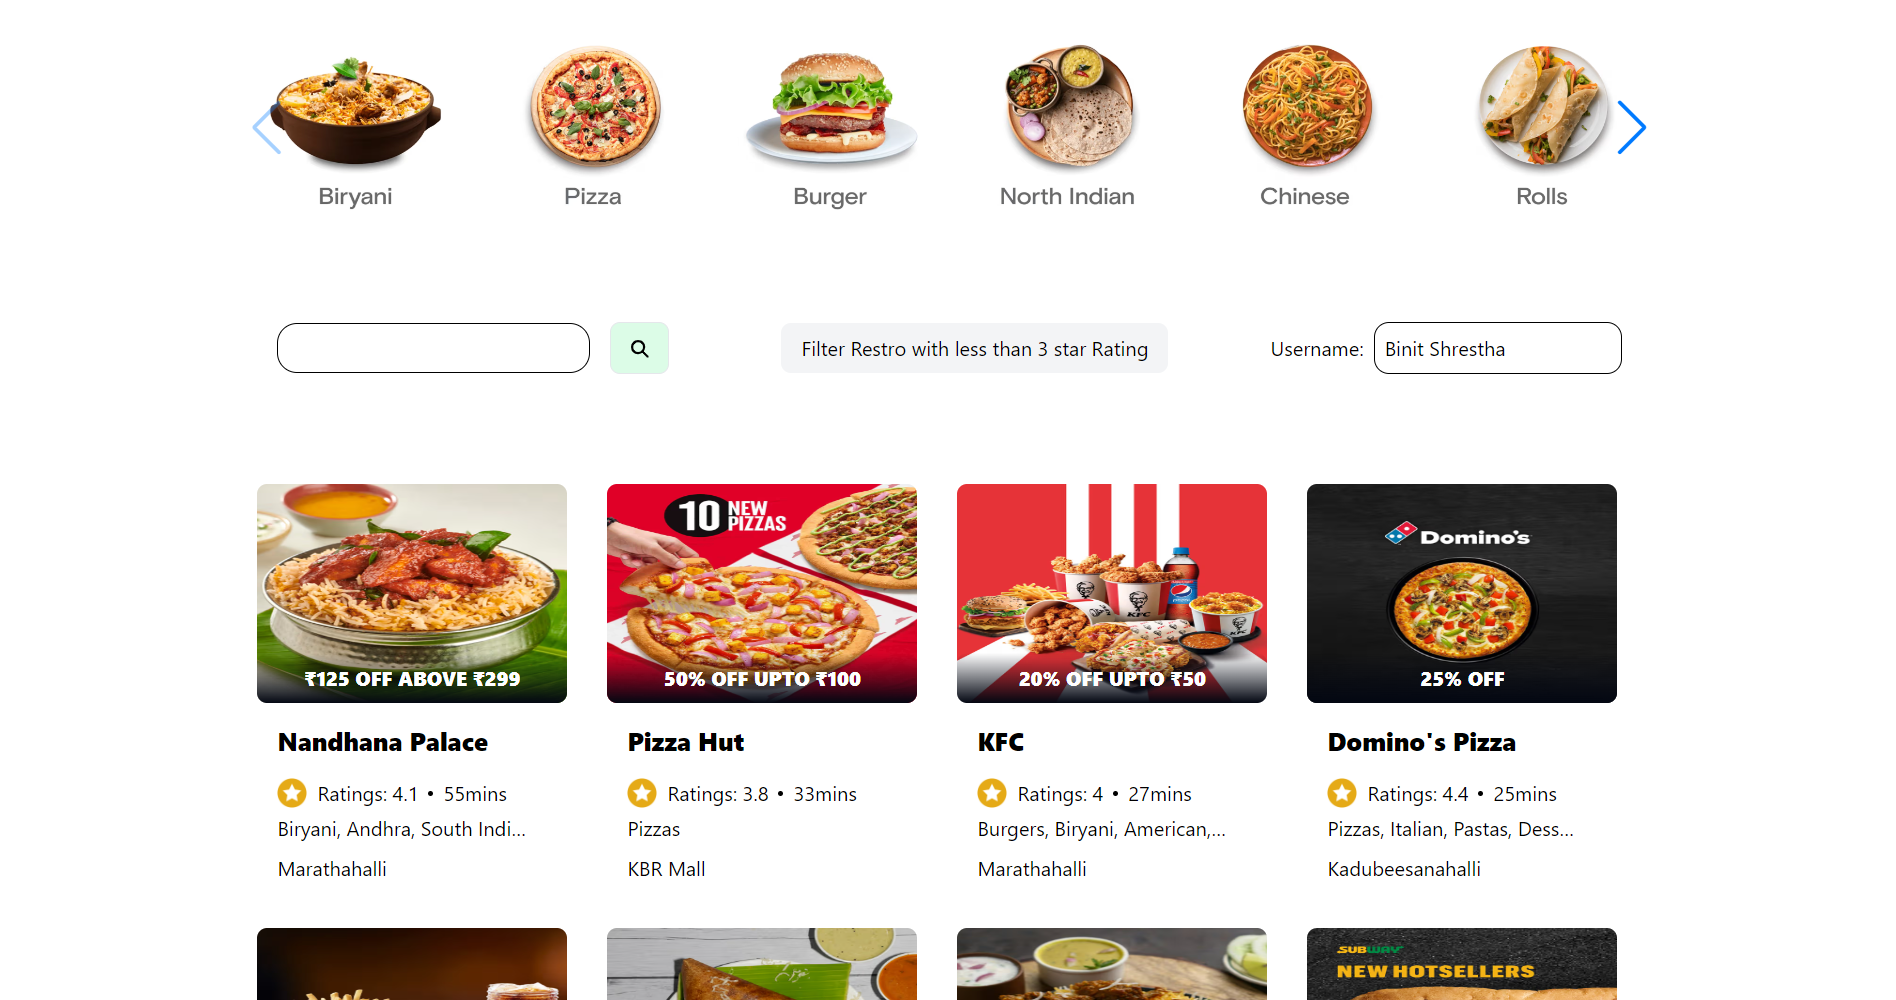 Biryani
Pizza
Burger
North Indian
Chinese
Rolls
Filter Restro with less than 3 star Rating
Username: Binit Shrestha
10 NEW PIZZAS
KFC
Domino's
₹125 OFF ABOVE ₹299
50% OFF UPTO ₹100
20% OFF UPTO ₹50
25% OFF
Nandhana Palace
Ratings: 4.1 • 55mins
Biryani, Andhra, South Indi...
Marathahalli
Pizza Hut
Ratings: 3.8 • 33mins
Pizzas
KBR Mall
KFC
Ratings: 4 • 27mins
Burgers, Biryani, American,...
Marathahalli
Domino's Pizza
Ratings: 4.4 • 25mins
Pizzas, Italian, Pastas, Dess...
Kadubeesanahalli
SUBWAY
NEW HOTSELLERS